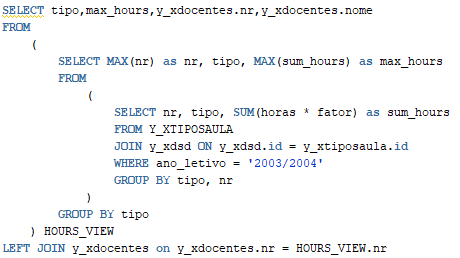 SELECT tipo,max_hours,y_xdocentes.nr,y_xdocentes.nome
FROM
(
SELECT MAX(nr) as nr, tipo, MAX(sum_hours) as max_hours
FROM
(
SELECT nr, tipo, SUM(horas * fator) as sum_hours
FROM Y_XTIPOSAULA
JOIN y_xdsd ON y_xdsd.id = y_xtiposaula.id
WHERE ano_letivo = '2003/2004'
GROUP BY tipo, nr
)
GROUP BY tipo
) HOURS_VIEW
LEFT JOIN y_xdocentes on y_xdocentes.nr = HOURS_VIEW.nr